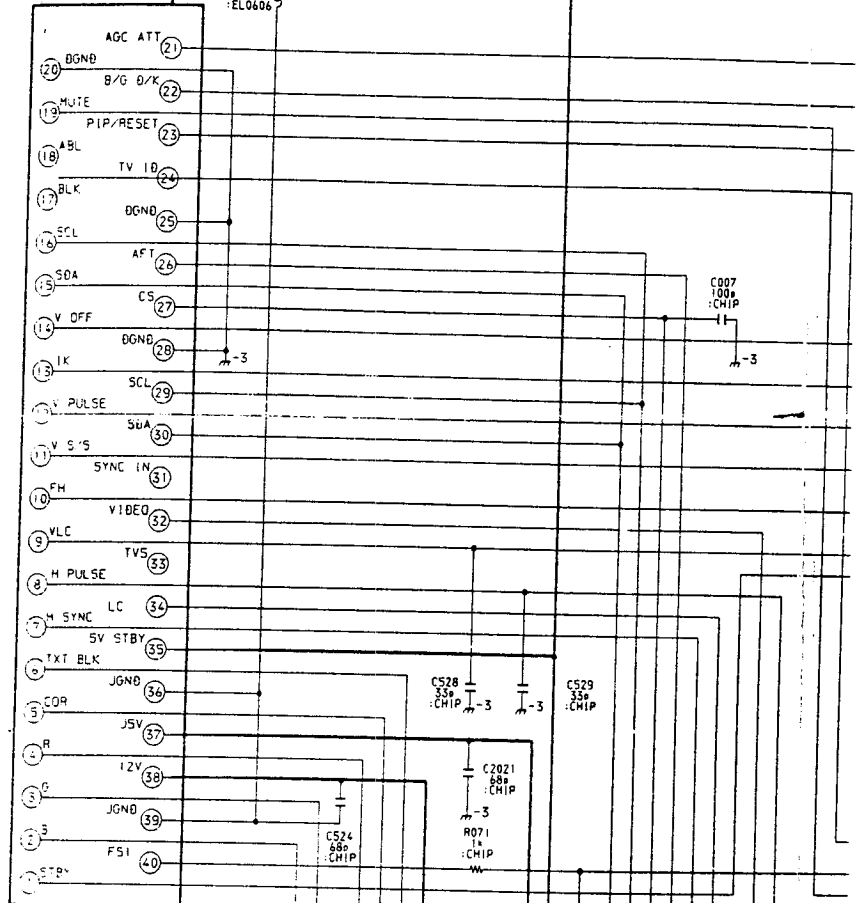 :EL0606
AGC ATT 21
20 DGND
B/G D/K 22
19 MUTE
PIP/RESET 23
18 ABL
TV ID 24
17 BLK
DGND 25
16 SCL
AFT 26
15 SDA
C007
100p
:CHIP
CS 27
14 V OFF
DGND 28
-3
-3
13 IK
SCL 29
V PULSE
SDA 30
11 V S/S
SYNC IN 31
10 FH
VIDEO 32
9 VLC
TVS 33
8 H PULSE
LC 34
7 H SYNC
5V STBY 35
6 TXT BLK
JGND 36
C528
33p
:CHIP
-3
-3
C529
33p
:CHIP
5 COR
J5V 37
4 R
12V 38
C2021
68p
:CHIP
3 G
JGND 39
-3
C524
68p
:CHIP
R071
1k
:CHIP
2
FS1 40
STBY